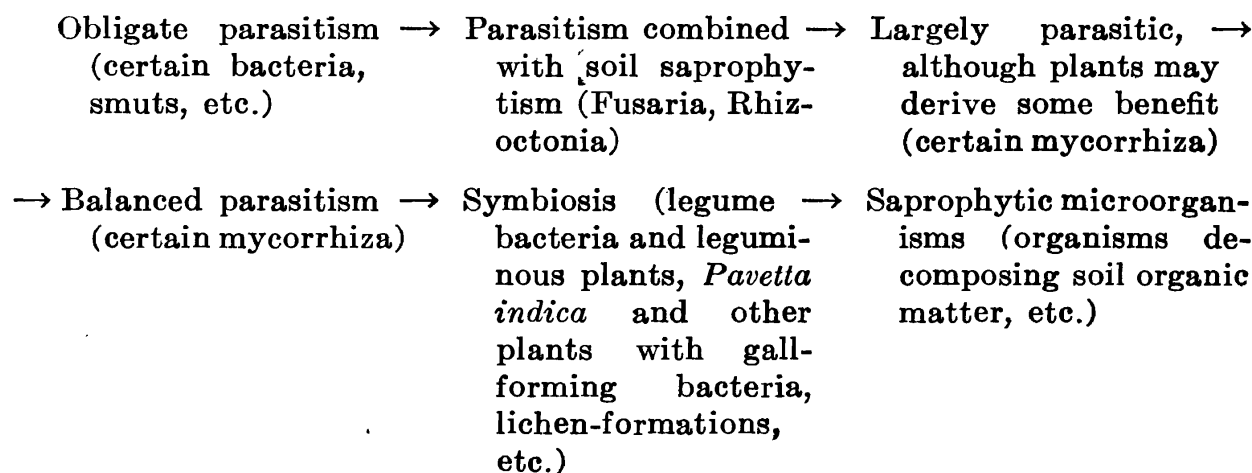 Obligate parasitism → Parasitism combined → Largely parasitic, →
(certain bacteria, with soil saprophy- although plants may
smuts, etc.) tism (Fusaria, Rhiz- derive some benefit
octonia) (certain mycorrhiza)
→ Balanced parasitism → Symbiosis (legume → Saprophytic microorgan-
(certain mycorrhiza) bacteria and legumi- isms (organisms de-
nous plants, Pavetta composing soil organic
indica and other matter, etc.)
plants with gall-
forming bacteria,
lichen-formations,
etc.)